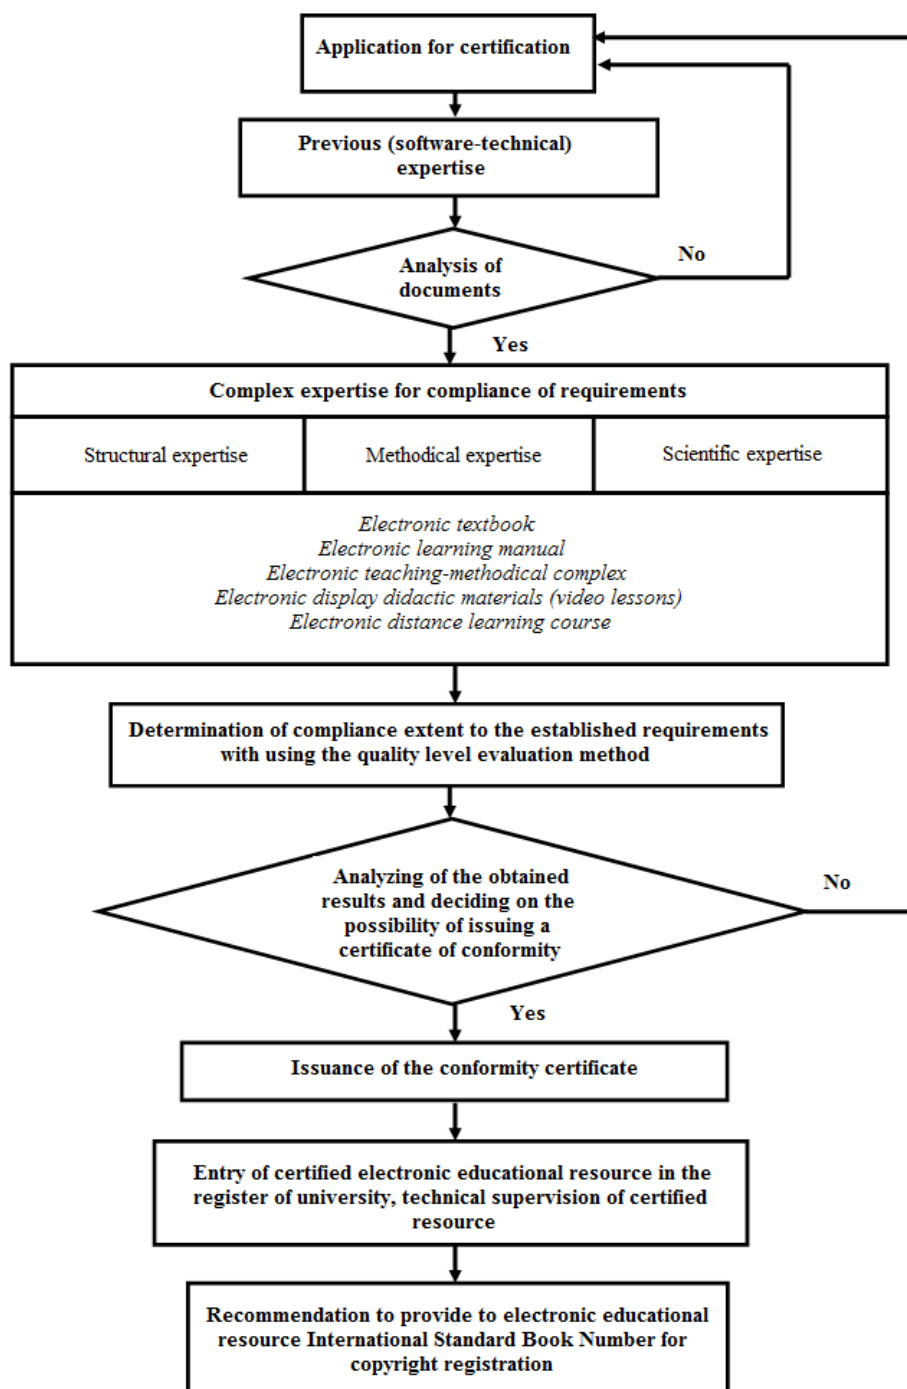 Application for certification
Previous (software-technical)
expertise
Analysis of
documents
No
Yes
Complex expertise for compliance of requirements
Structural expertise
Methodical expertise
Scientific expertise
Electronic textbook
Electronic learning manual
Electronic teaching-methodical complex
Electronic display didactic materials (video lessons)
Electronic distance learning course
Determination of compliance extent to the established requirements
with using the quality level evaluation method
Analyzing of the obtained
results and deciding on the
possibility of issuing a
certificate of conformity
No
Yes
Issuance of the conformity certificate
Entry of certified electronic educational resource in the
register of university, technical supervision of certified
resource
Recommendation to provide to electronic educational
resource International Standard Book Number for
copyright registration